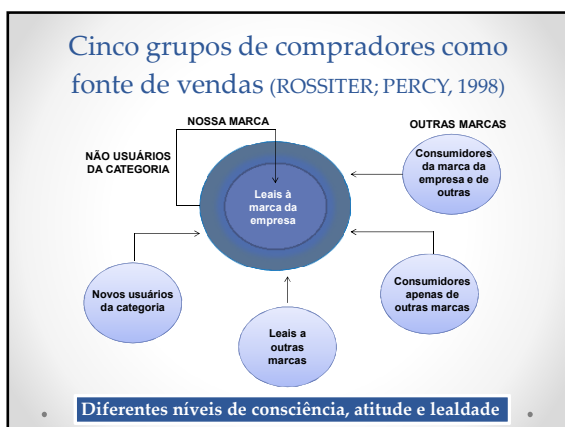 Cinco grupos de compradores como
fonte de vendas (ROSSITER; PERCY, 1998)
NOSSA MARCA
OUTRAS MARCAS
NÃO USUÁRIOS
DA CATEGORIA
Leais à
marca da
empresa
Consumidores
da marca da
empresa e de
outras
Novos usuários
da categoria
Leais a
outras
marcas
Consumidores
apenas de
outras marcas
Diferentes níveis de consciência, atitude e lealdade